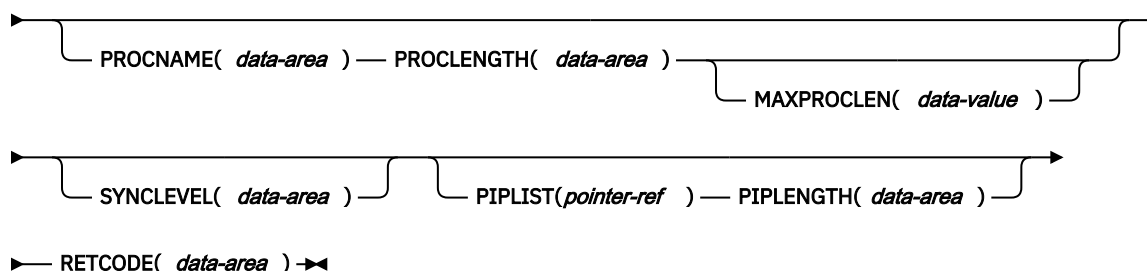 PROCNAME( data-area ) PROCLENGTH( data-area )
MAXPROCLEN( data-value )
SYNCLEVEL( data-area ) PIPLIST(pointer-ref ) PIPLENGTH( data-area )
RETCODE( data-area )